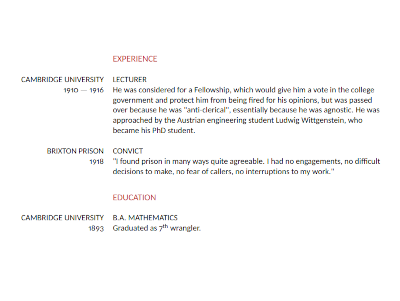 EXPERIENCE
CAMBRIDGE UNIVERSITY LECTURER
1910 — 1916 He was considered for a Fellowship, which would give him a vote in the college
government and protect him from being fired for his opinions, but was passed
over because he was "anti-clerical", essentially because he was agnostic. He was
approached by the Austrian engineering student Ludwig Wittgenstein, who
became his PhD student.
BRIXTON PRISON CONVICT
1918 "I found prison in many ways quite agreeable. I had no engagements, no difficult
decisions to make, no fear of callers, no interruptions to my work."
EDUCATION
CAMBRIDGE UNIVERSITY B.A. MATHEMATICS
1893 Graduated as 7th wrangler.